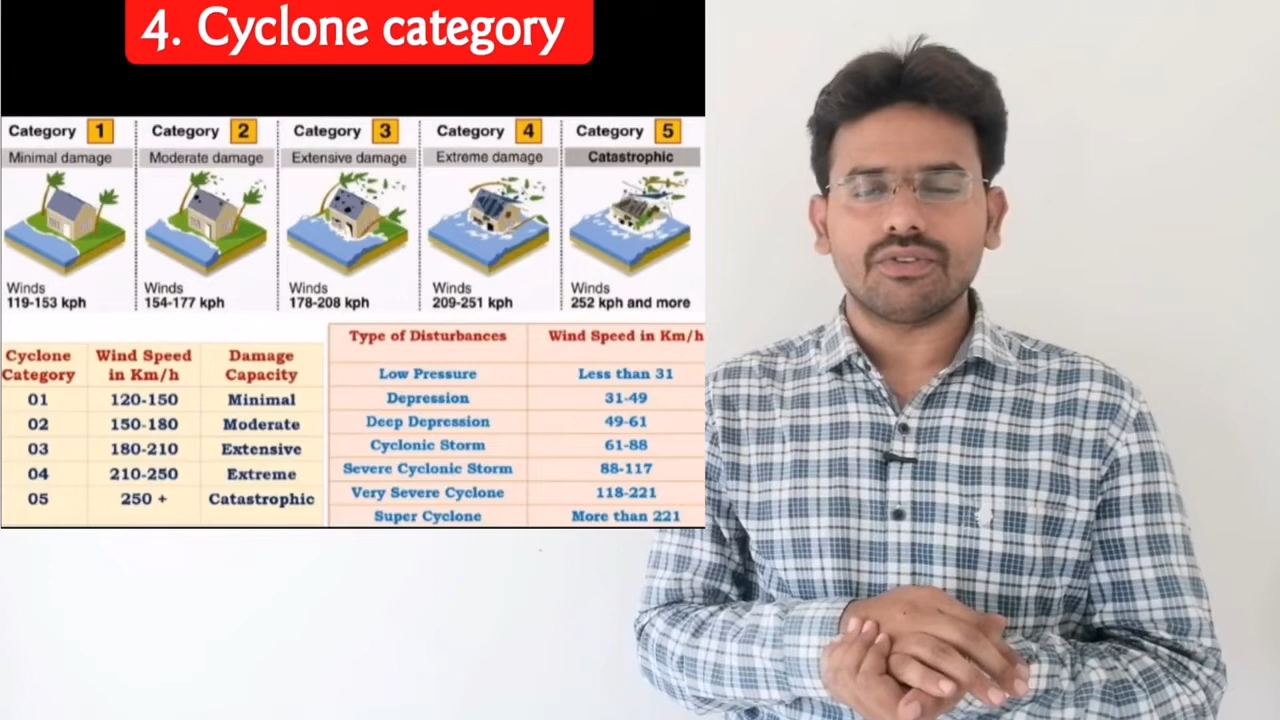 4. Cyclone category
Category 1 Category 2 Category 3 Category 4 Category 5
Minimal damage Moderate damage Extensive damage Extreme damage Catastrophic
Winds Winds Winds Winds Winds
119-153 kph 154-177 kph 178-208 kph 209-251 kph 252 kph and more
Cyclone Category Wind Speed in Km/h Damage Capacity
01 120-150 Minimal
02 150-180 Moderate
03 180-210 Extensive
04 210-250 Extreme
05 250 + Catastrophic
Type of Disturbances Wind Speed in Km/h
Low Pressure Less than 31
Depression 31-49
Deep Depression 49-61
Cyclonic Storm 61-88
Severe Cyclonic Storm 88-117
Very Severe Cyclone 118-221
Super Cyclone More than 221